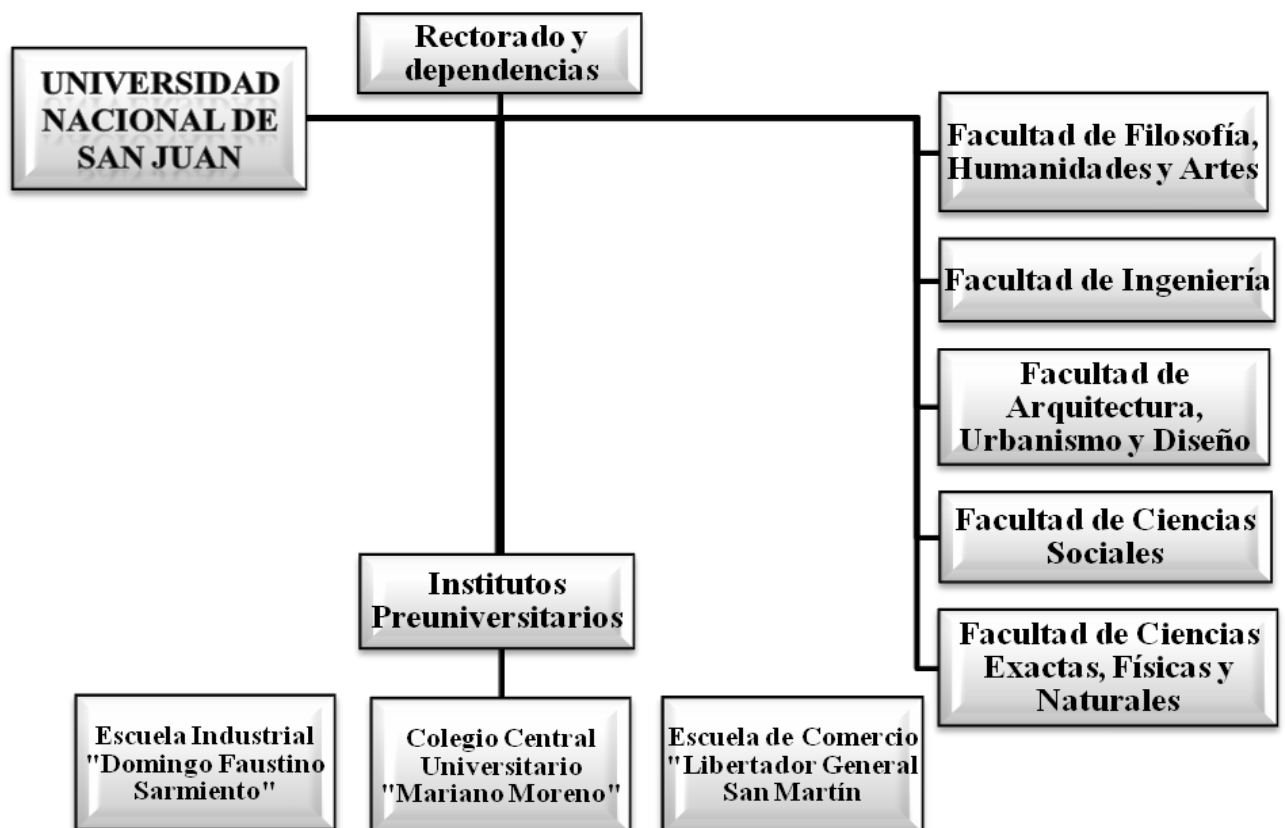 UNIVERSIDAD
NACIONAL DE
SAN JUAN
Rectorado y
dependencias
Facultad de Filosofía,
Humanidades y Artes
Facultad de Ingeniería
Facultad de
Arquitectura,
Urbanismo y Diseño
Facultad de Ciencias
Sociales
Facultad de Ciencias
Exactas, Físicas y
Naturales
Institutos
Preuniversitarios
Escuela Industrial
"Domingo Faustino
Sarmiento"
Colegio Central
Universitario
"Mariano Moreno"
Escuela de Comercio
"Libertador General
San Martín